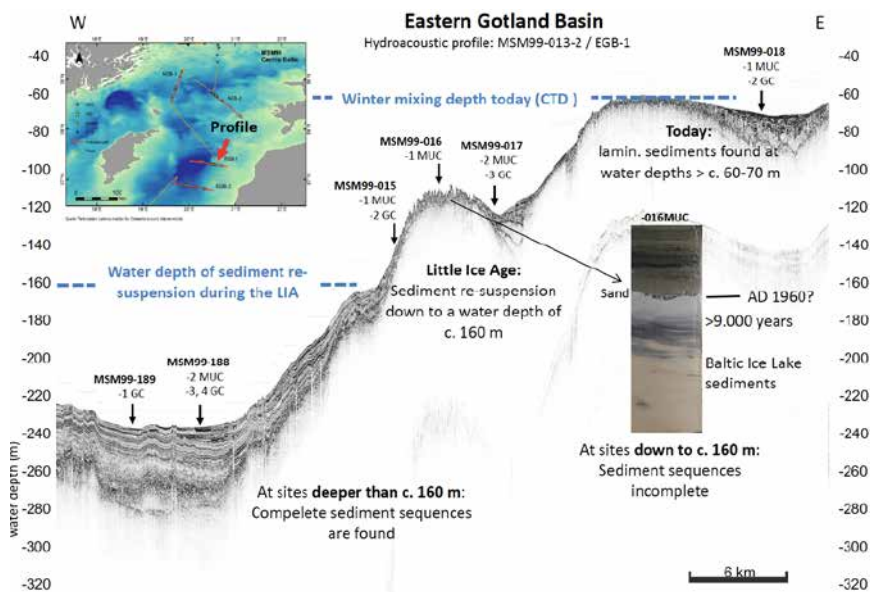 W
Eastern Gotland Basin
E
Hydroacoustic profile: MSM99-013-2 / EGB-1
MSM99
Profile
Winter mixing depth today (CTD )
MSM99-018
-1 MUC
-2 GC
Today:
lamin. sediments found at
water depths > c. 60-70 m
MSM99-016
-1 MUC
MSM99-017
-2 MUC
-3 GC
MSM99-015
-1 MUC
-2 GC
Water depth of sediment re-
suspension during the LIA
Little Ice Age:
Sediment re-suspension
down to a water depth of
c. 160 m
-016MUC
Sand
AD 1960?
>9.000 years
Baltic Ice Lake
sediments
MSM99-188
-2 MUC
-3, 4 GC
MSM99-189
-1 GC
At sites down to c. 160 m:
Sediment sequences
incomplete
At sites deeper than c. 160 m:
Compelete sediment sequences
are found
6 km
water depth (m)
-40
-60
-80
-100
-120
-140
-160
-180
-200
-220
-240
-260
-280
-300
-320
-40
-60
-80
-100
-120
-140
-160
-180
-200
-220
-240
-260
-280
-300
-320